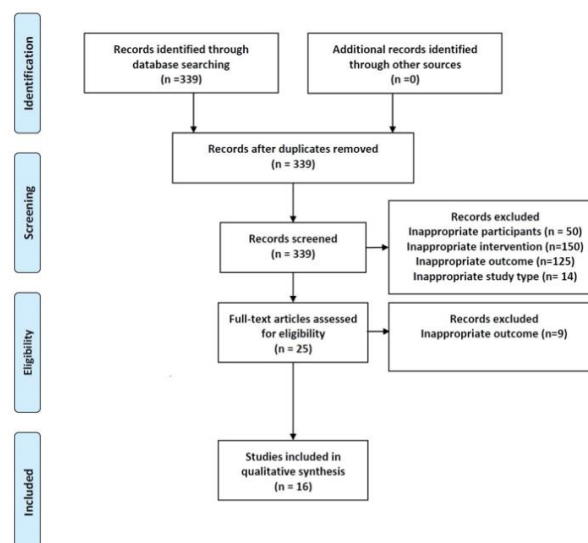 Identification
Records identified through
database searching
(n =339)
Additional records identified
through other sources
(n =0)
Records after duplicates removed
(n = 339)
Screening
Records screened
(n = 339)
Records excluded
Inappropriate participants (n = 50)
Inappropriate intervention (n=150)
Inappropriate outcome (n=125)
Inappropriate study type (n= 14)
Eligibility
Full-text articles assessed
for eligibility
(n = 25)
Records excluded
Inappropriate outcome (n=9)
Included
Studies included in
qualitative synthesis
(n = 16)